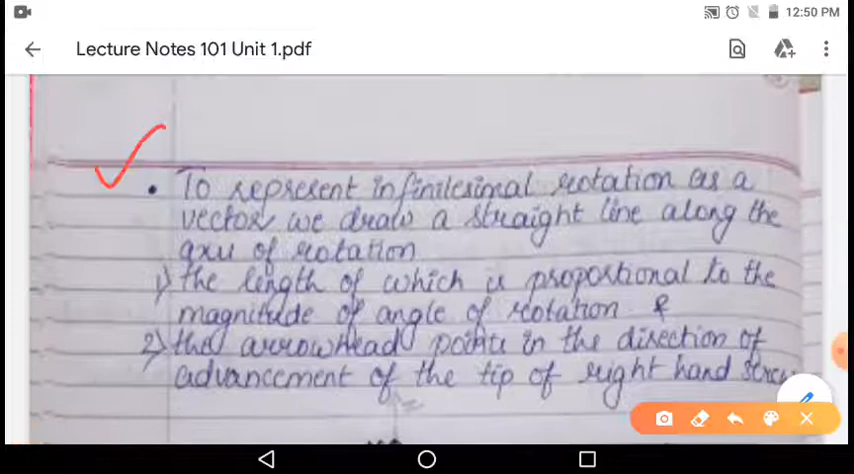 12:50 PM
Lecture Notes 101 Unit 1.pdf
• To represent infinitesimal rotation as a
vector we draw a straight line along the
axis of rotation
1) the length of which is proportional to the
magnitude of angle of rotation &
2) the arrowhead points in the direction of
advancement of the tip of right hand screw